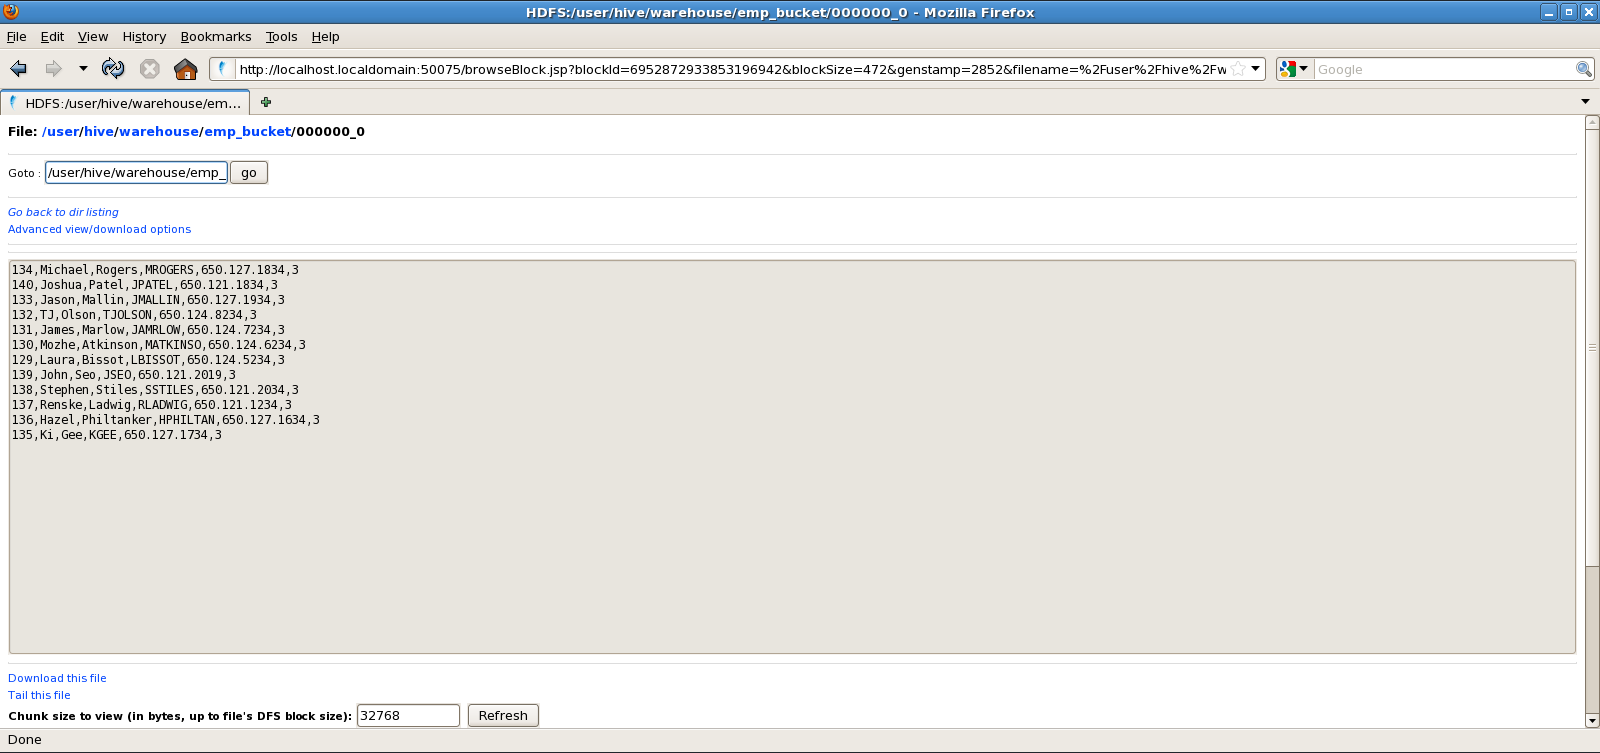 HDFS:/user/hive/warehouse/emp_bucket/000000_0 - Mozilla Firefox
File Edit View History Bookmarks Tools Help
http://localhost.localdomain:50075/browseBlock.jsp?blockId=6952872933853196942&blockSize=472&genstamp=2852&filename=%2Fuser%2Fhive%2Fw
Google
HDFS:/user/hive/warehouse/em...
File: /user/hive/warehouse/emp_bucket/000000_0
Goto : /user/hive/warehouse/emp_ go
Go back to dir listing
Advanced view/download options
134,Michael,Rogers,MROGERS,650.127.1834,3
140,Joshua,Patel,JPATEL,650.121.1834,3
133,Jason,Mallin,JMALLIN,650.127.1934,3
132,TJ,Olson,TJOLSON,650.124.8234,3
131,James,Marlow,JAMRLOW,650.124.7234,3
130,Mozhe,Atkinson,MATKINSO,650.124.6234,3
129,Laura,Bissot,LBISSOT,650.124.5234,3
139,John,Seo,JSEO,650.121.2019,3
138,Stephen,Stiles,SSTILES,650.121.2034,3
137,Renske,Ladwig,RLADWIG,650.121.1234,3
136,Hazel,Philtanker,HPHILTAN,650.127.1634,3
135,Ki,Gee,KGEE,650.127.1734,3
Download this file
Tail this file
Chunk size to view (in bytes, up to file's DFS block size): 32768 Refresh
Done